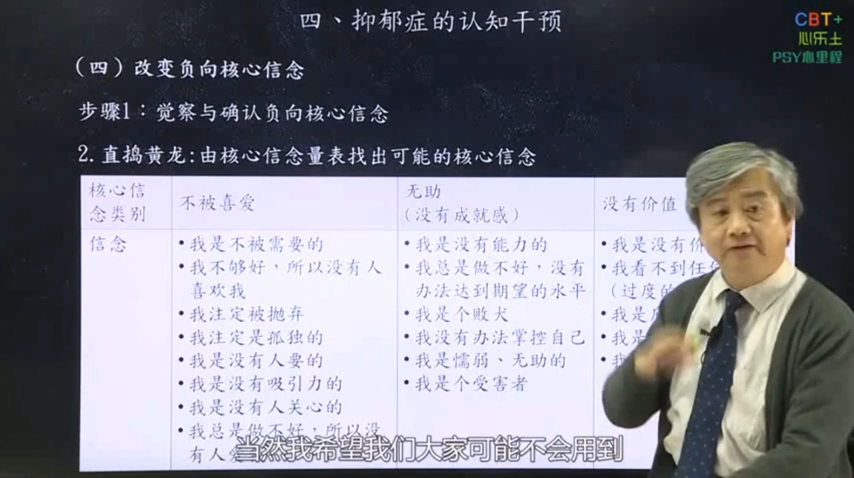 四、抑郁症的认知干预
CBT+
心乐土
PSY心里程
(四)改变负向核心信念
步骤1:觉察与确认负向核心信念
2.直捣黄龙:由核心信念量表找出可能的核心信念
核心信
念类别
不被喜爱
无助
(没有成就感)
没有价值
信念
•我是不被需要的
•我不够好,所以没有人
喜欢我
•我注定被抛弃
•我注定是孤独的
•我是没有人要的
•我是没有吸引力的
•我是没有人关心的
•我总是做不好,所以没
有人爱
•我是没有能力的
•我总是做不好,没有
办法达到期望的水平
•我是个败犬
•我没有办法掌控自己
•我是懦弱、无助的
•我是个受害者
•我是没有价
•我看不到任
(过度的
•我是
•我是
•我
当然我希望我们大家可能不会用到